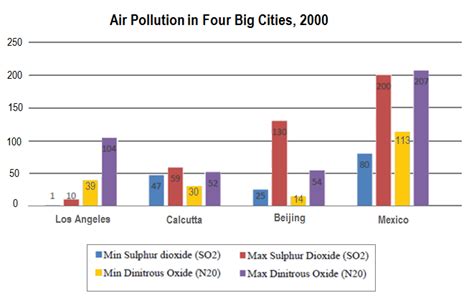 Air Pollution in Four Big Cities, 2000
250
200
150
100
50
0
1 10 39 104
47 59 30 52
25 130 14 54
80 200 113 207
Los Angeles Calcutta Beijing Mexico
Min Sulphur dioxide (SO2) Max Sulphur Dioxide (SO2)
Min Dinitrous Oxide (N20) Max Dinitrous Oxide (N20)